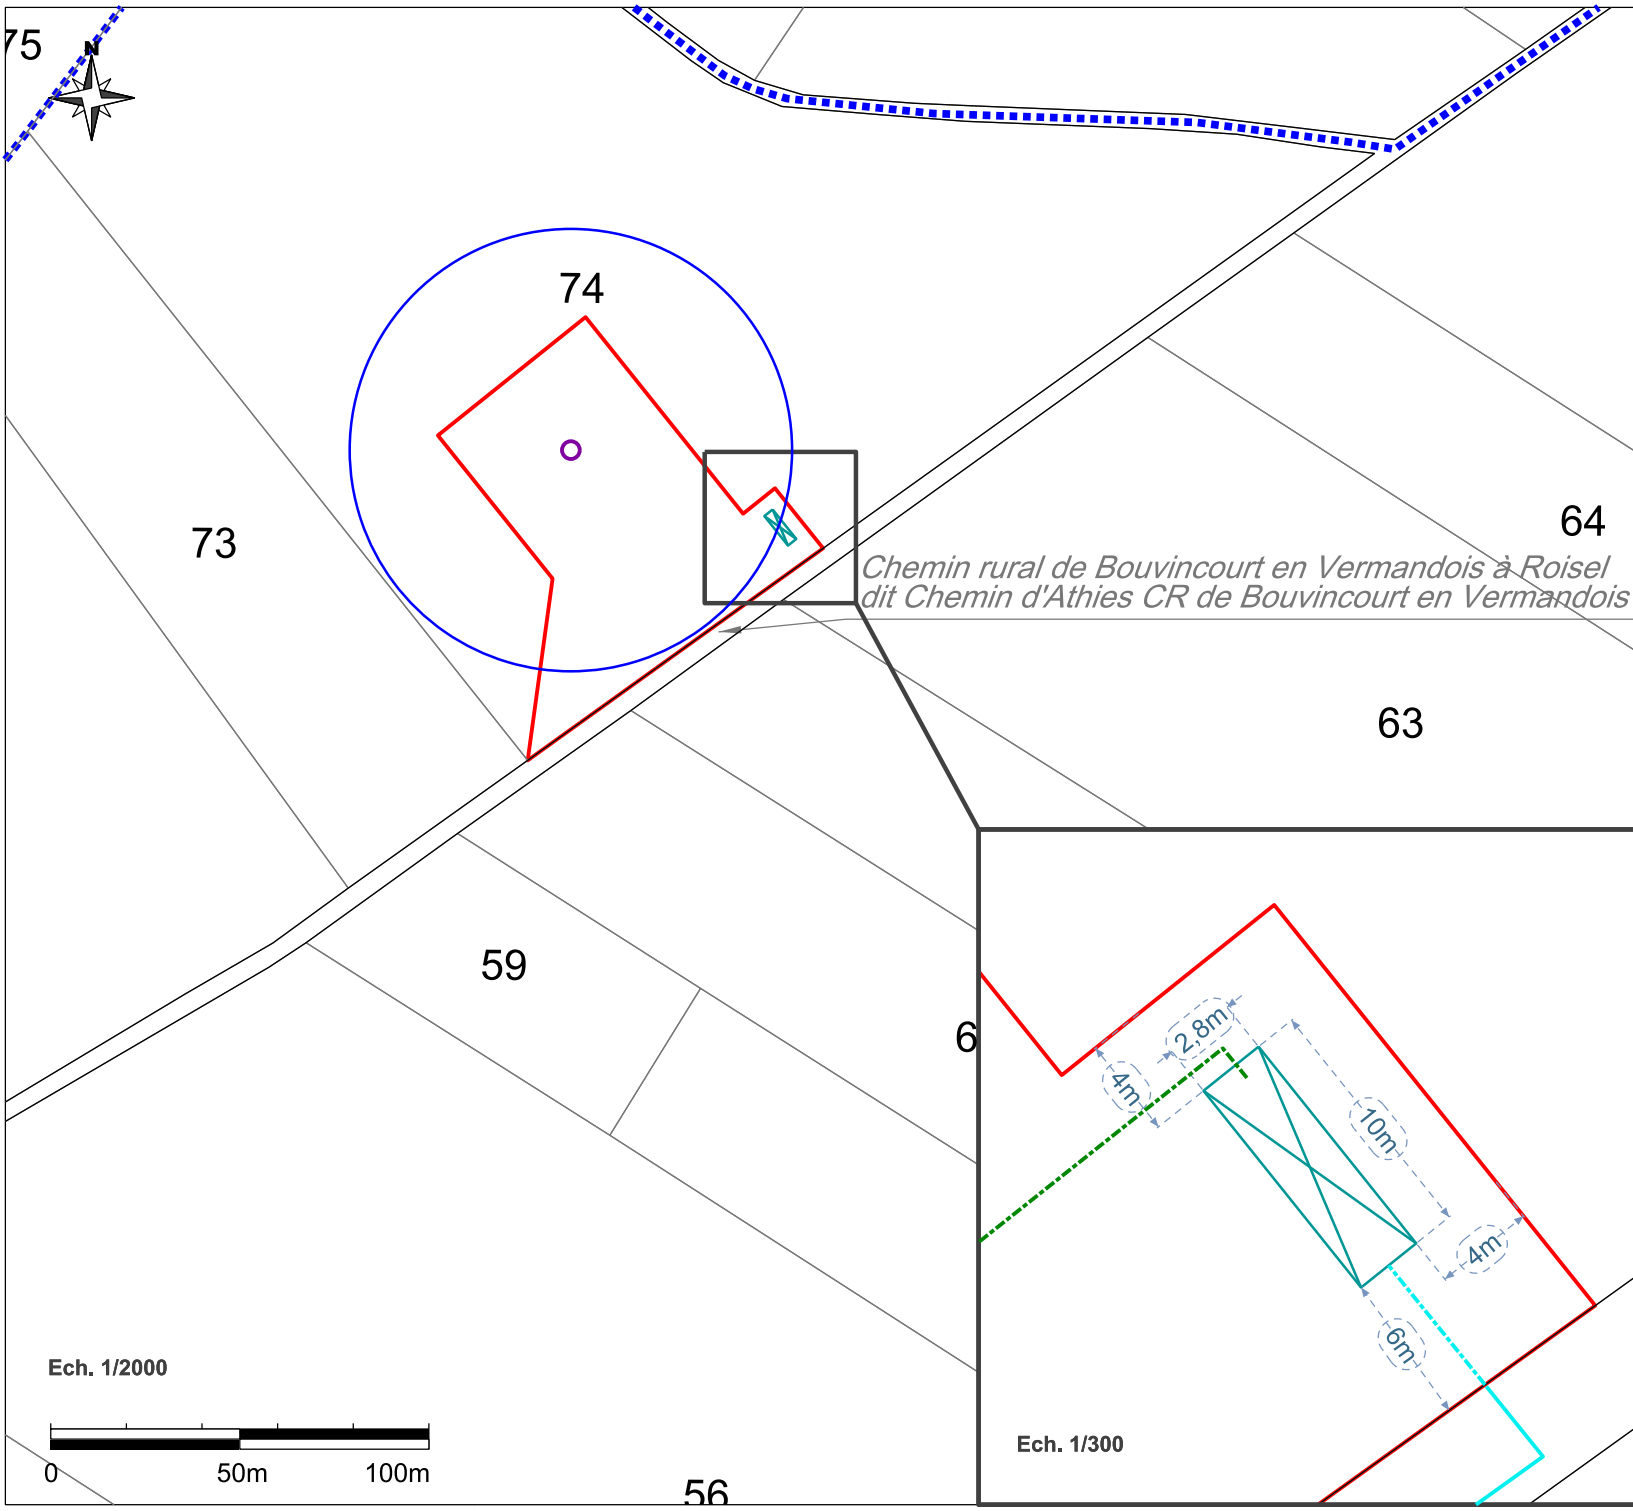 75
N
74
73
64
Chemin rural de Bouvincourt en Vermandois à Roisel
dit Chemin d'Athies CR de Bouvincourt en Vermandois
63
59
6
2,8m
4m
10m
4m
6m
Ech. 1/2000
0 50m 100m
Ech. 1/300
56